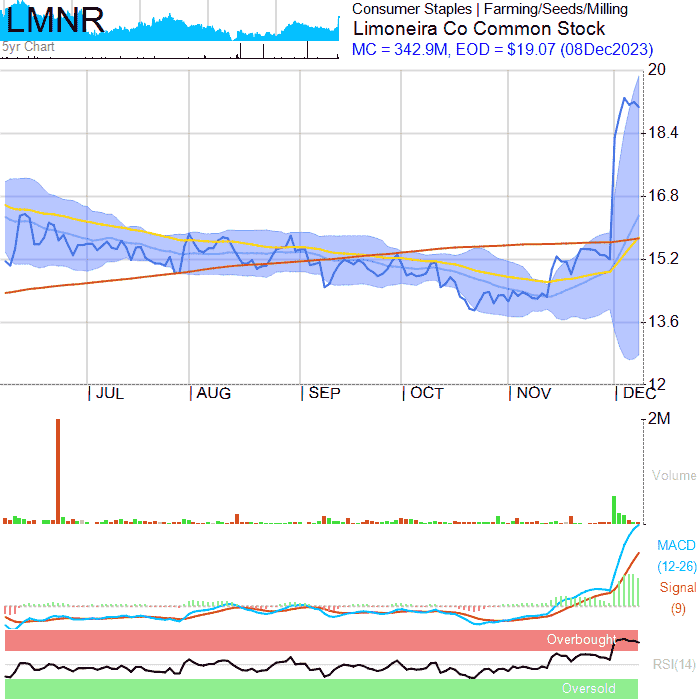 LMNR
5yr Chart
Consumer Staples | Farming/Seeds/Milling
Limoneira Co Common Stock
MC = 342.9M, EOD = $19.07 (08Dec2023)
20
18.4
16.8
15.2
13.6
12
JUL AUG SEP OCT NOV DEC
2M
Volume
MACD
(12-26)
Signal
(9)
Overbought
RSI(14)
Oversold